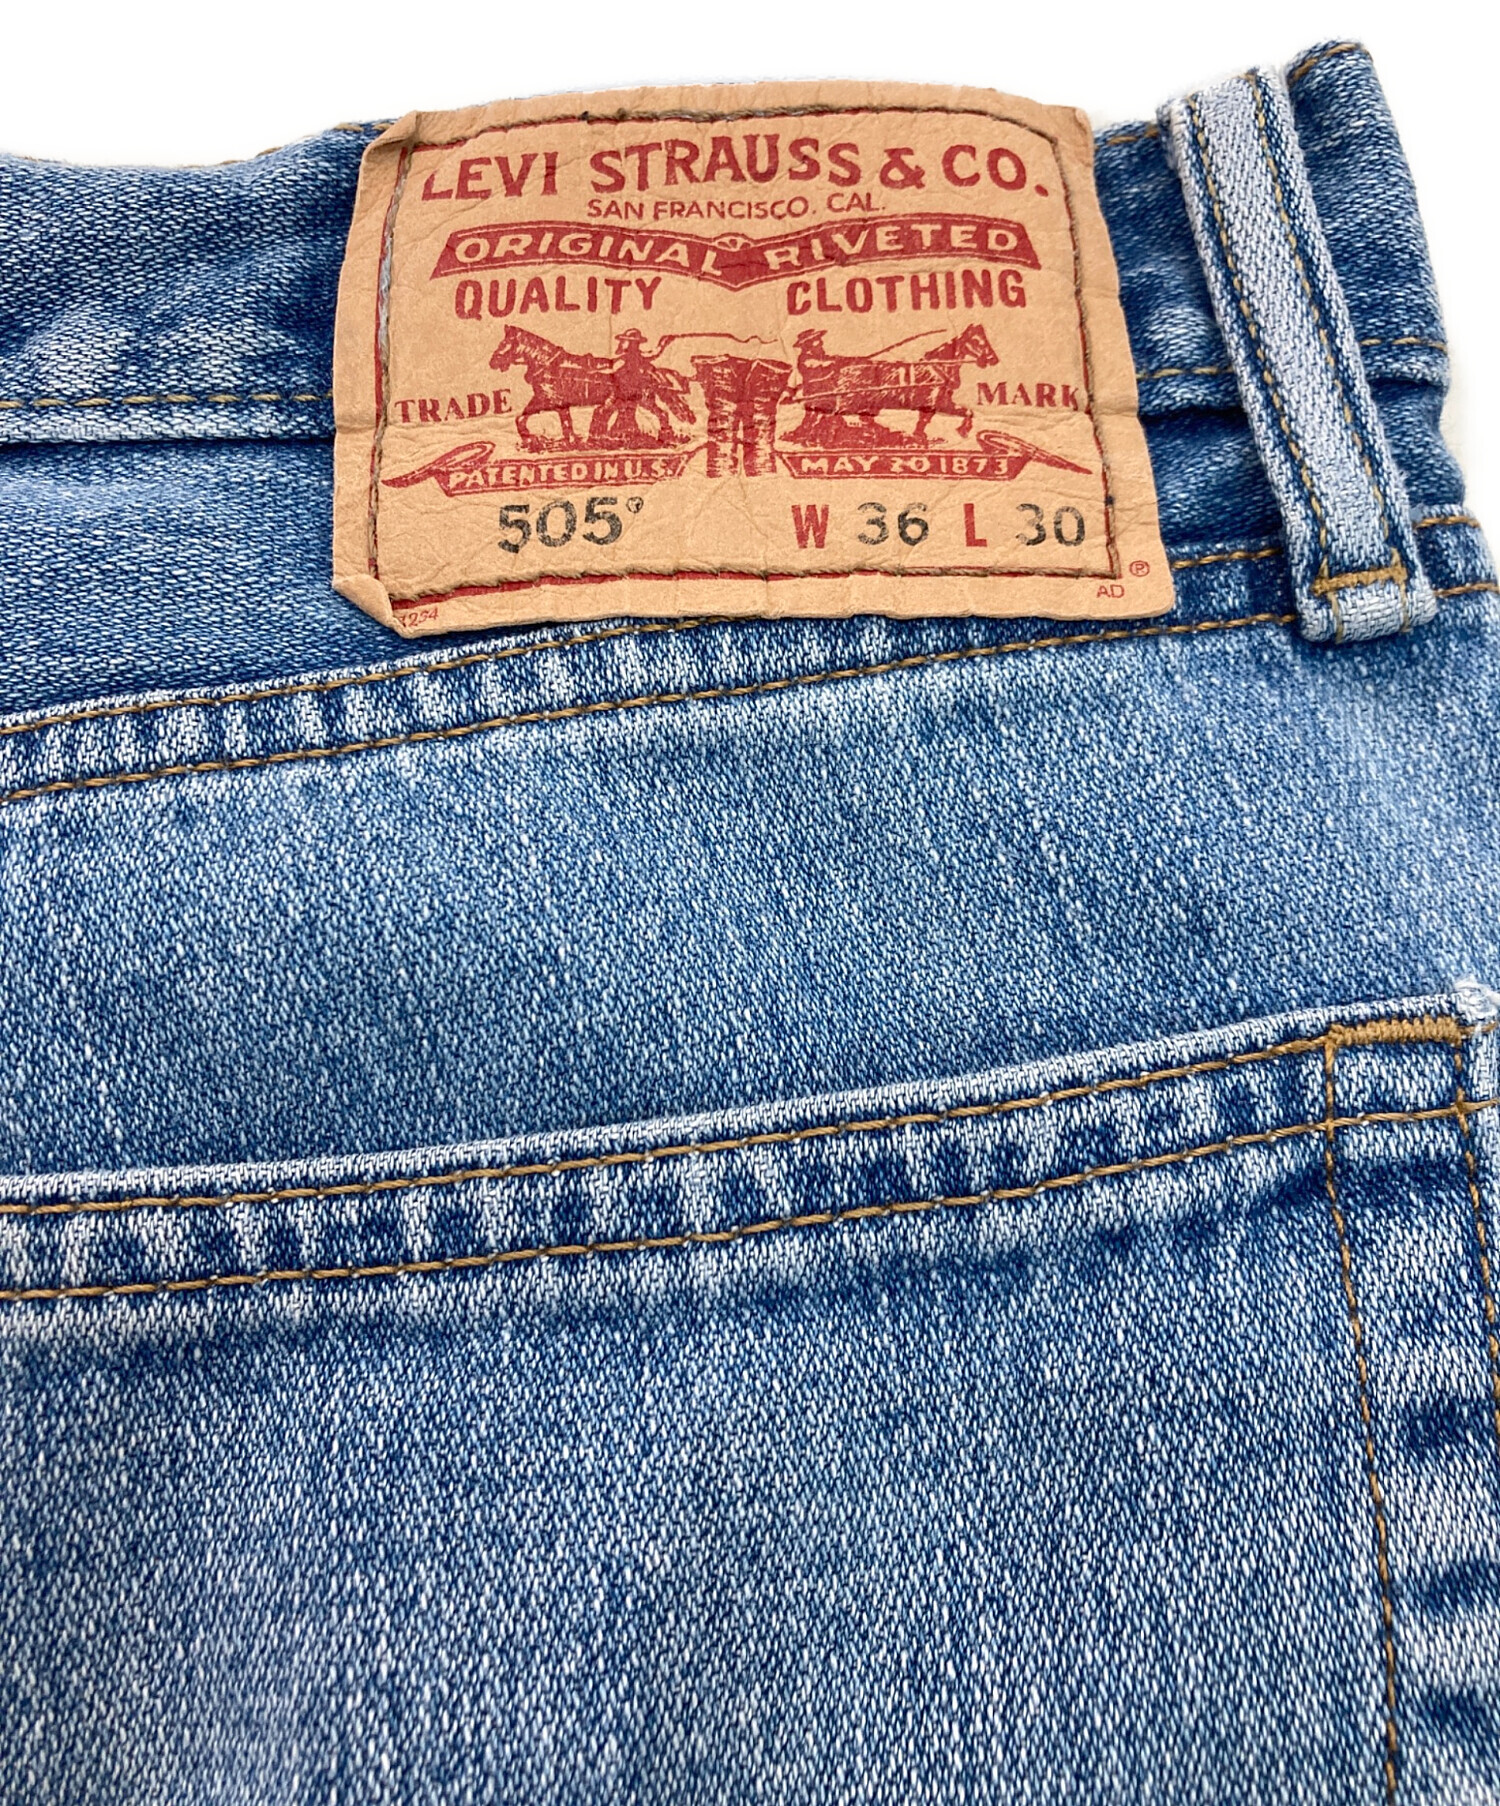 LEVI STRAUSS & CO.
SAN FRANCISCO, CAL.
ORIGINAL RIVETED
QUALITY CLOTHING
TRADE MARK
PATENTED IN U.S. MAY 20 1873
505® W 36 L 30
®
AD